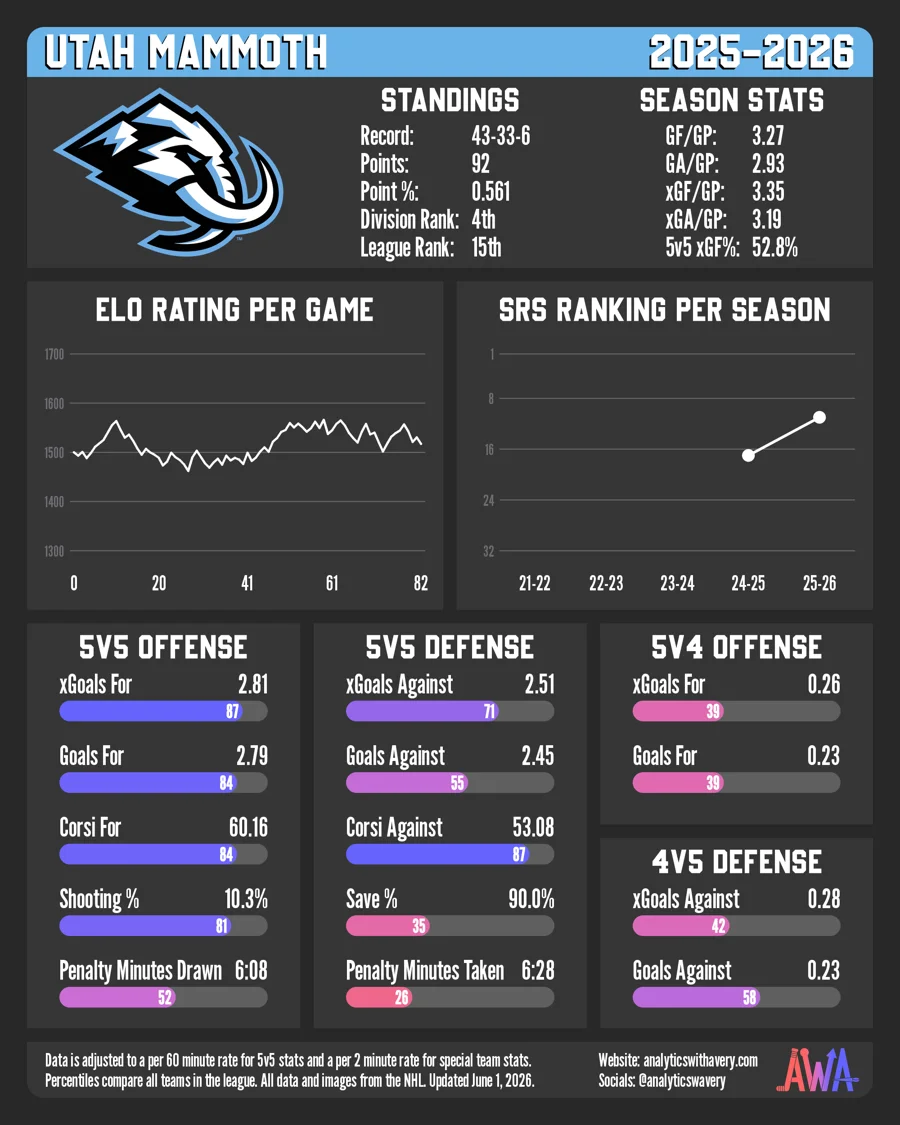 UTAH MAMMOTH
2025-2026
STANDINGS
Record: 43-33-6
Points: 92
Point %: 0.561
Division Rank: 4th
League Rank: 15th
SEASON STATS
GF/GP: 3.27
GA/GP: 2.93
xGF/GP: 3.35
xGA/GP: 3.19
5v5 xGF%: 52.8%
TM
ELO RATING PER GAME
1700
1600
1500
1400
1300
0 20 41 61 82
SRS RANKING PER SEASON
1
8
16
24
32
21-22 22-23 23-24 24-25 25-26
5V5 OFFENSE
xGoals For 2.81
87
Goals For 2.79
84
Corsi For 60.16
84
Shooting % 10.3%
81
Penalty Minutes Drawn 6:08
52
5V5 DEFENSE
xGoals Against 2.51
71
Goals Against 2.45
55
Corsi Against 53.08
87
Save % 90.0%
35
Penalty Minutes Taken 6:28
26
5V4 OFFENSE
xGoals For 0.26
39
Goals For 0.23
39
4V5 DEFENSE
xGoals Against 0.28
42
Goals Against 0.23
58
Data is adjusted to a per 60 minute rate for 5v5 stats and a per 2 minute rate for special team stats.
Percentiles compare all teams in the league. All data and images from the NHL. Updated June 1, 2026.
Website: analyticswithavery.com
Socials: @analyticswavery
AWA